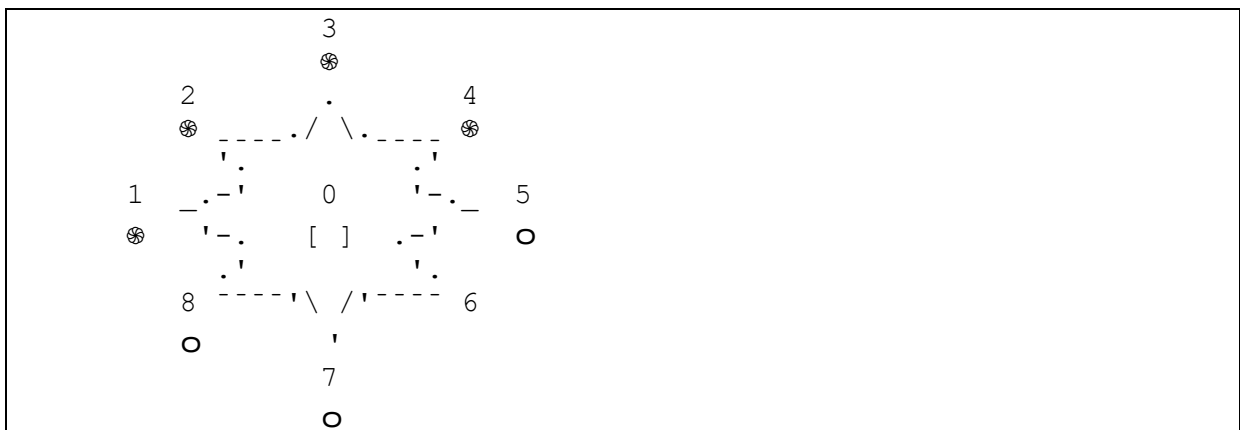 3
֍
2 . 4
֍ ----./ \.---- ֍
'. .'
1 _.-' 0 '-._ 5
֍ '-. [ ] .-' o
.' '.
8 ----'\ /'---- 6
o '
7
o